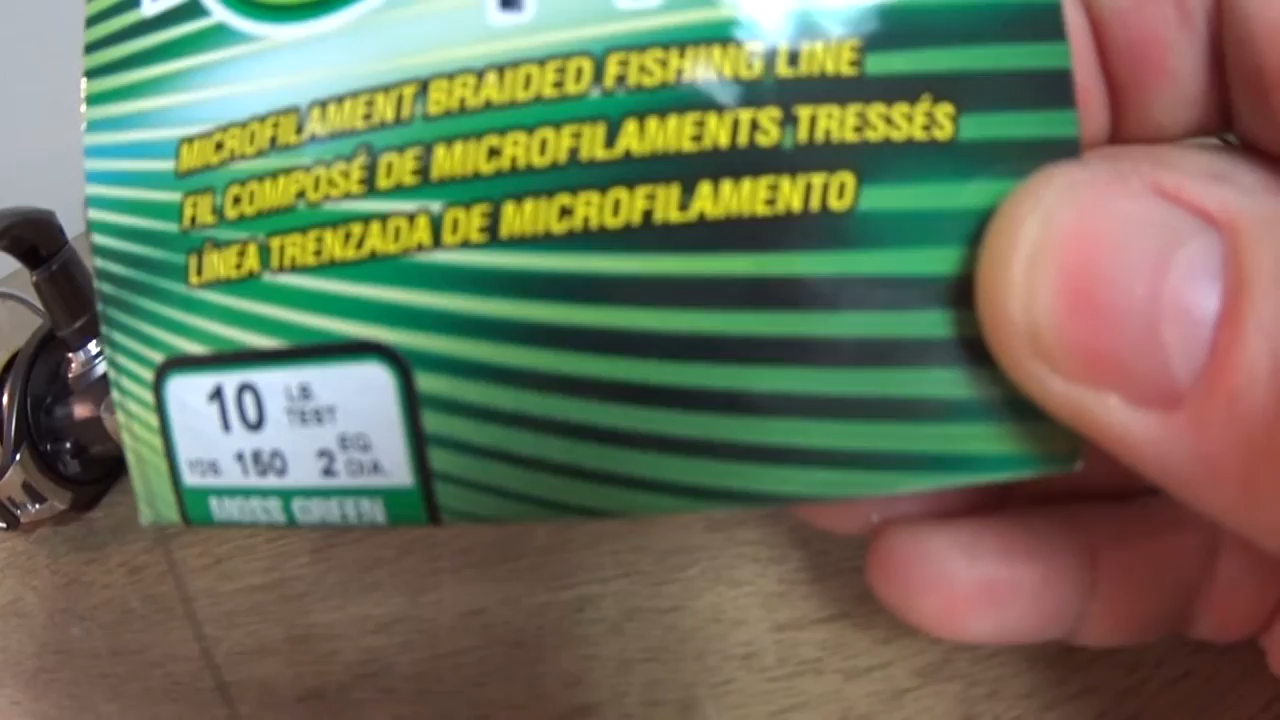 MICROFILAMENT BRAIDED FISHING LINE
FIL COMPOSÉ DE MICROFILAMENTS TRESSÉS
LÍNEA TRENZADA DE MICROFILAMENTO
10 LB. TEST
YDS. 150 2 EQ. DIA.
MOSS GREEN